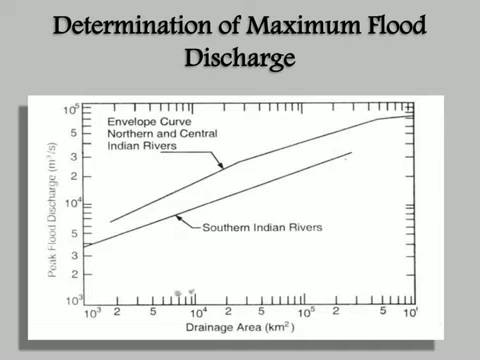 Determination of Maximum Flood
Discharge
Envelope Curve
Northern and Central
Indian Rivers
Southern Indian Rivers
Peak Flood Discharge (m³/s)
10⁵
5
3
2
10⁴
5
3
2
10³
10³ 2 5 10⁴ 2 5 10⁵ 2 5 10⁶
Drainage Area (km²)